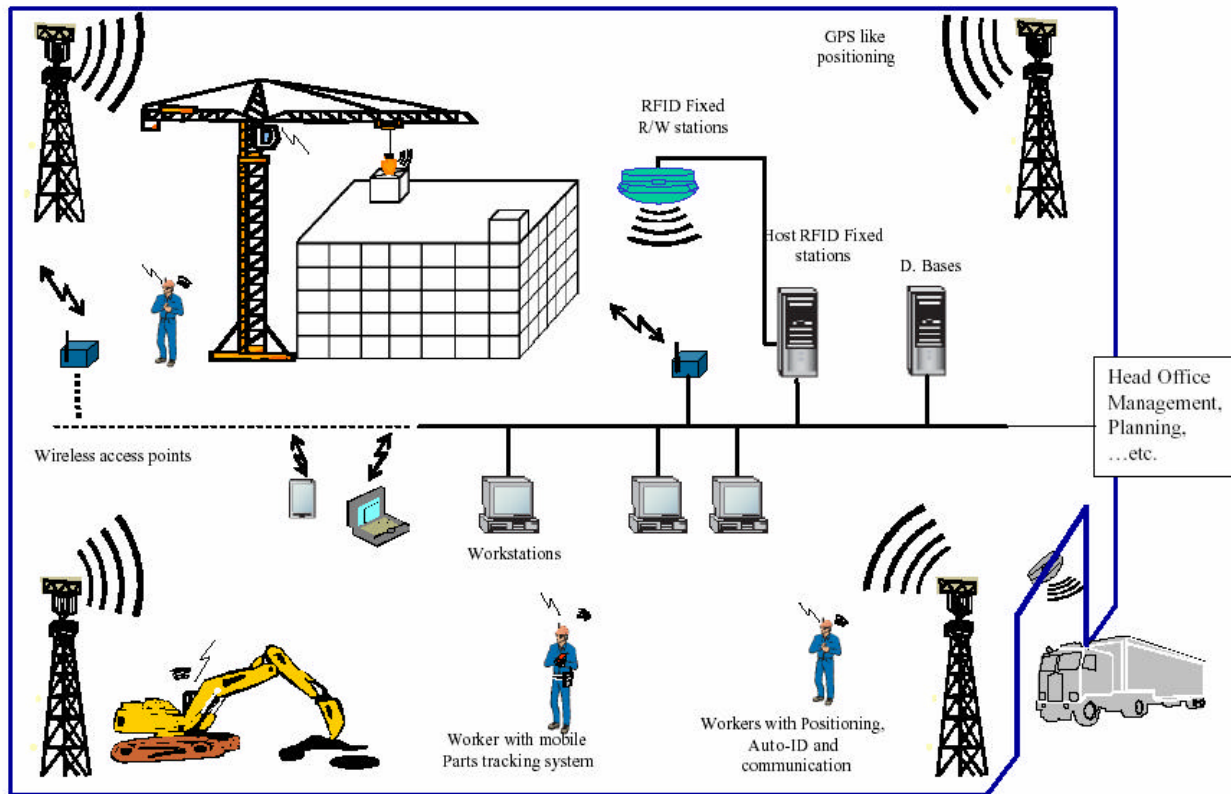 GPS like
positioning
RFID Fixed
R/W stations
Host RFID Fixed
stations
D. Bases
Head Office
Management,
Planning,
…etc.
Wireless access points
Workstations
Worker with mobile
Parts tracking system
Workers with Positioning,
Auto-ID and
communication